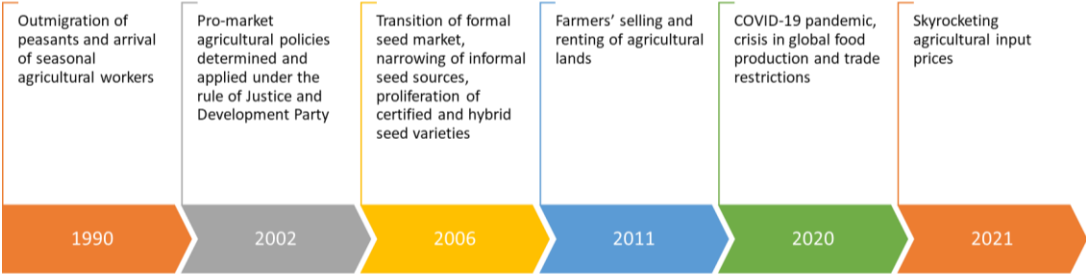 Outmigration of
peasants and arrival
of seasonal
agricultural workers
Pro-market
agricultural policies
determined and
applied under the
rule of Justice and
Development Party
Transition of formal
seed market,
narrowing of informal
seed sources,
proliferation of
certified and hybrid
seed varieties
Farmers’ selling and
renting of agricultural
lands
COVID-19 pandemic,
crisis in global food
production and trade
restrictions
Skyrocketing
agricultural input
prices
1990
2002
2006
2011
2020
2021